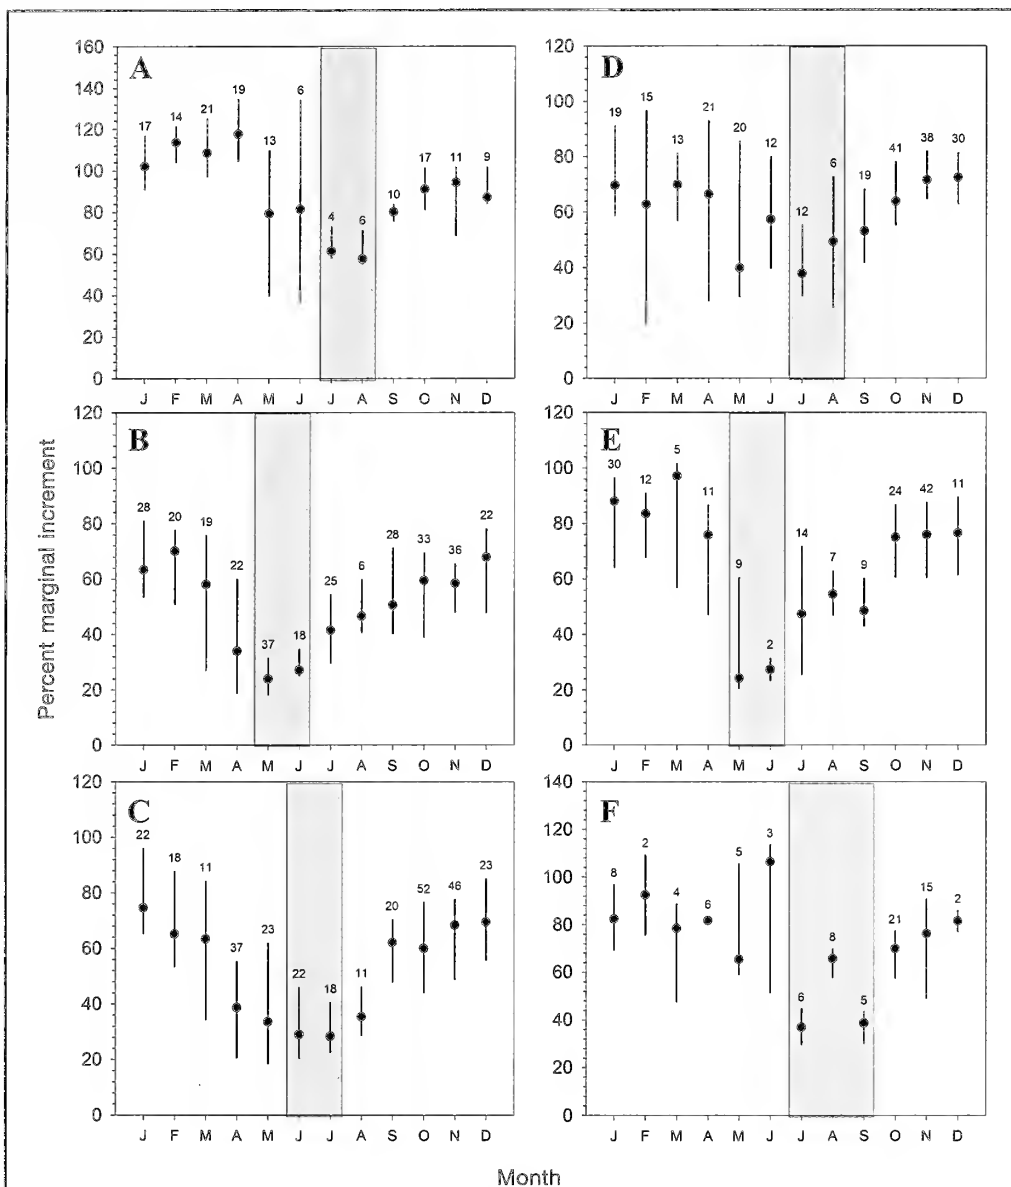 Percent marginal increment
A
160
140
120
100
80
60
40
20
0
17 14 21 19 13 6 4 6 10 17 11 9
J F M A M J J A S O N D
D
120
100
80
60
40
20
0
19 15 13 21 20 12 12 6 19 41 38 30
J F M A M J J A S O N D
B
120
100
80
60
40
20
0
28 20 19 22 37 18 25 6 28 33 36 22
J F M A M J J A S O N D
E
120
100
80
60
40
20
0
30 12 5 11 9 2 14 7 9 24 42 11
J F M A M J J A S O N D
C
120
100
80
60
40
20
0
22 18 11 37 23 22 18 11 20 52 46 23
J F M A M J J A S O N D
F
140
120
100
80
60
40
20
0
8 2 4 6 5 3 6 8 5 21 15 2
J F M A M J J A S O N D
Month